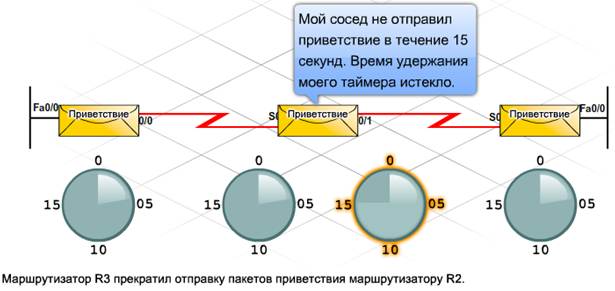 Мой сосед не отправил
приветствие в течение 15
секунд. Время удержания
моего таймера истекло.
Fa0/0 Приветствие 0/0 S0 Приветствие 0/1 S0 Приветствие Fa0/0
0 0 0 0
15 05 15 05 15 05 15 05
10 10 10 10
Маршрутизатор R3 прекратил отправку пакетов приветствия маршрутизатору R2.